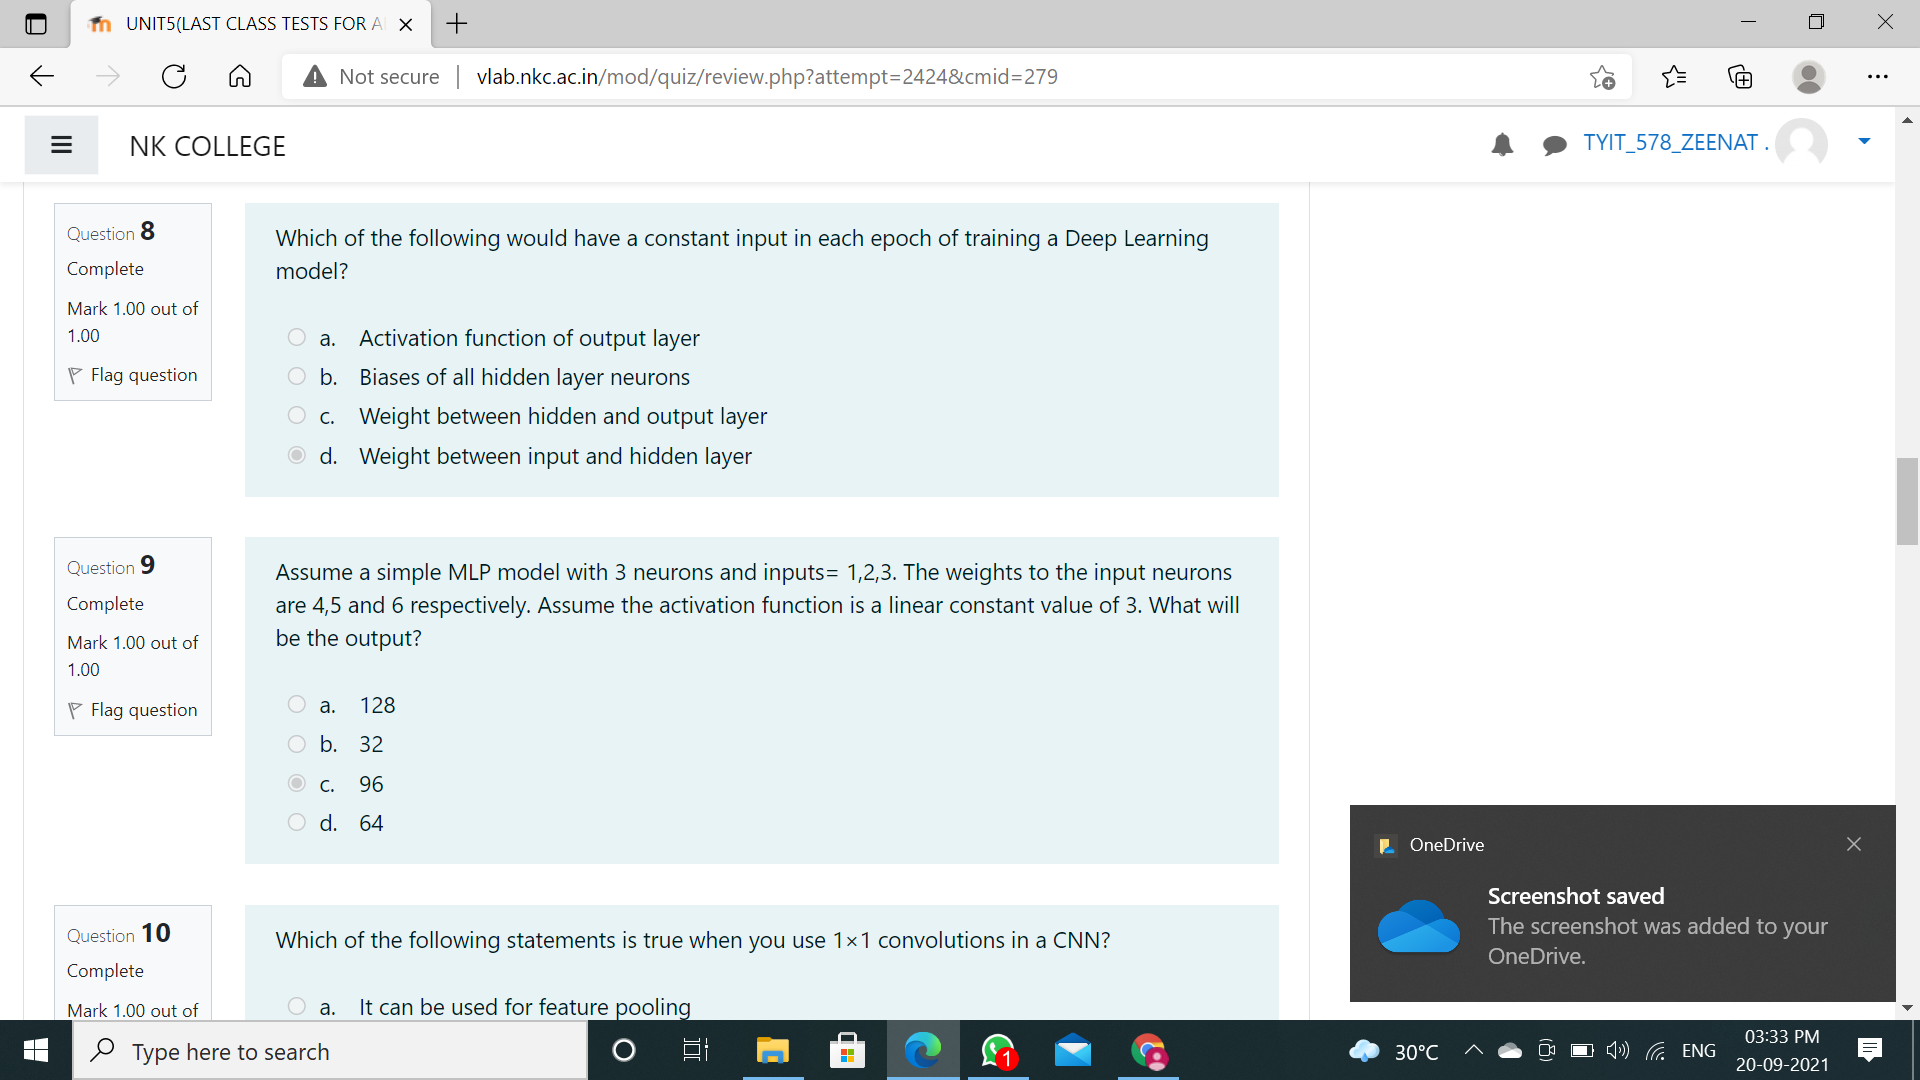 UNIT5(LAST CLASS TESTS FOR A
Not secure
vlab.nkc.ac.in/mod/quiz/review.php?attempt=2424&cmid=279
NK COLLEGE
TYIT_578_ZEENAT .
Question 8
Complete
Mark 1.00 out of
1.00
Flag question
Which of the following would have a constant input in each epoch of training a Deep Learning
model?
a. Activation function of output layer
b. Biases of all hidden layer neurons
c. Weight between hidden and output layer
d. Weight between input and hidden layer
Question 9
Complete
Mark 1.00 out of
1.00
Flag question
Assume a simple MLP model with 3 neurons and inputs= 1,2,3. The weights to the input neurons
are 4,5 and 6 respectively. Assume the activation function is a linear constant value of 3. What will
be the output?
a. 128
b. 32
c. 96
d. 64
Question 10
Complete
Mark 1.00 out of
Which of the following statements is true when you use 1×1 convolutions in a CNN?
a. It can be used for feature pooling
OneDrive
Screenshot saved
The screenshot was added to your
OneDrive.
Type here to search
1
30°C
ENG
03:33 PM
20-09-2021